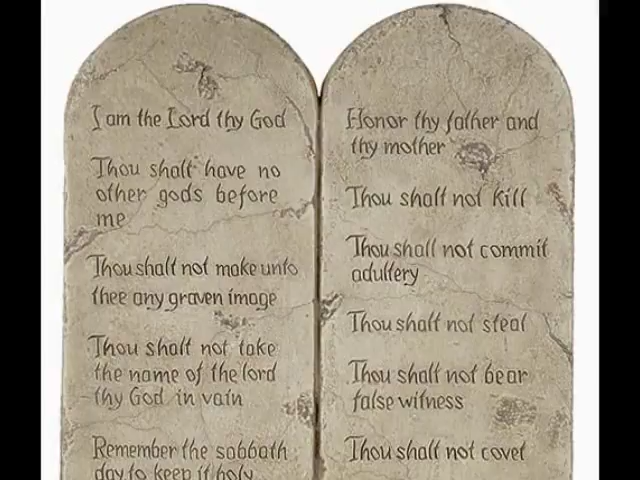 I am the Lord thy God
Thou shalt have no
other gods before
me
Thou shalt not make unto
thee any graven image
Thou shalt not take
the name of the lord
thy God in vain
Remember the sabbath
day to keep it holy
Honor thy father and
thy mother
Thou shalt not kill
Thou shall not commit
adultery
Thou shalt not steal
Thou shalt not bear
false witness
Thou shalt not covet